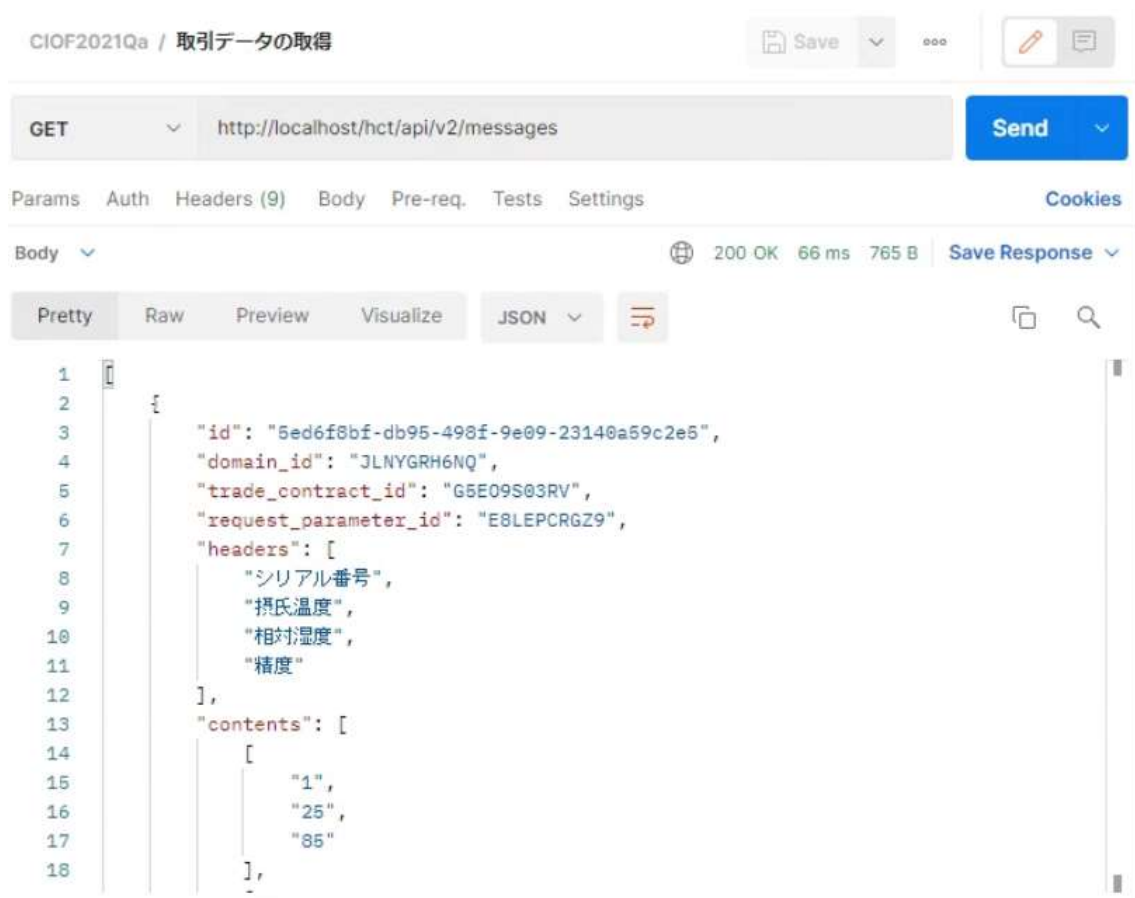 CIOF2021Qa / 取引データの取得
Save
GET http://localhost/hct/api/v2/messages Send
Params Auth Headers (9) Body Pre-req. Tests Settings Cookies
Body 200 OK 66 ms 765 B Save Response
Pretty Raw Preview Visualize JSON
1 [
2 {
3 "id": "5ed6f8bf-db95-498f-9e09-23140a59c2e5",
4 "domain_id": "JLNYGRH6NQ",
5 "trade_contract_id": "G5EO9S03RV",
6 "request_parameter_id": "E8LEPCRGZ9",
7 "headers": [
8 "シリアル番号",
9 "摂氏温度",
10 "相対湿度",
11 "精度"
12 ],
13 "contents": [
14 [
15 "1",
16 "25",
17 "85"
18 ],